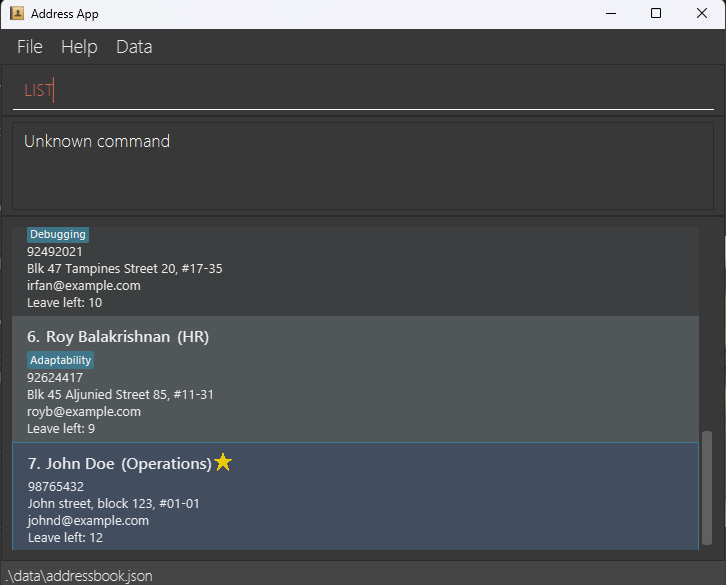 Address App
File Help Data
LIST
Unknown command
Debugging
92492021
Blk 47 Tampines Street 20, #17-35
irfan@example.com
Leave left: 10
6. Roy Balakrishnan (HR)
Adaptability
92624417
Blk 45 Aljunied Street 85, #11-31
royb@example.com
Leave left: 9
7. John Doe (Operations)
98765432
John street, block 123, #01-01
johnd@example.com
Leave left: 12
.\data\addressbook.json